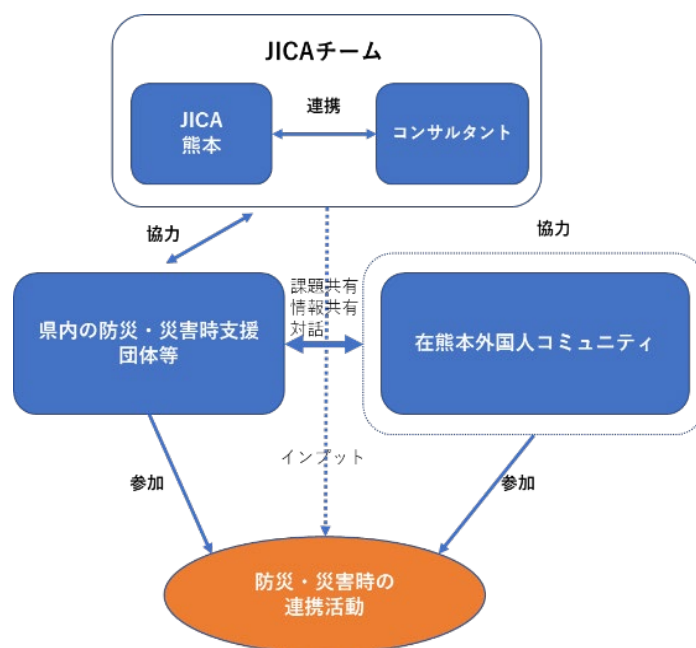 JICAチーム
JICA
熊本
連携
コンサルタント
協力
協力
県内の防災・災害時支援
団体等
課題共有
情報共有
対話
在熊本外国人コミュニティ
インプット
参加
参加
防災・災害時の
連携活動